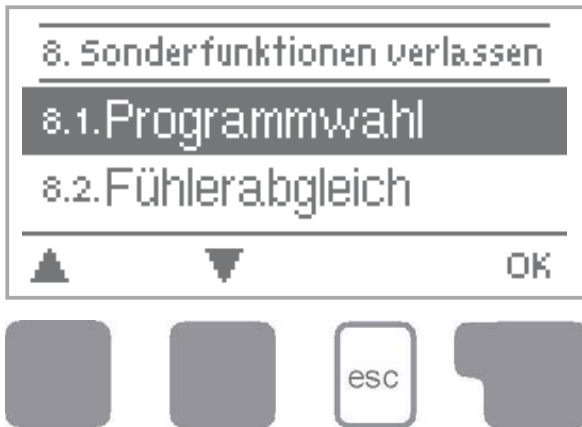 8. Sonderfunktionen verlassen
8.1.Programmwahl
8.2.Fühlerabgleich
OK
esc